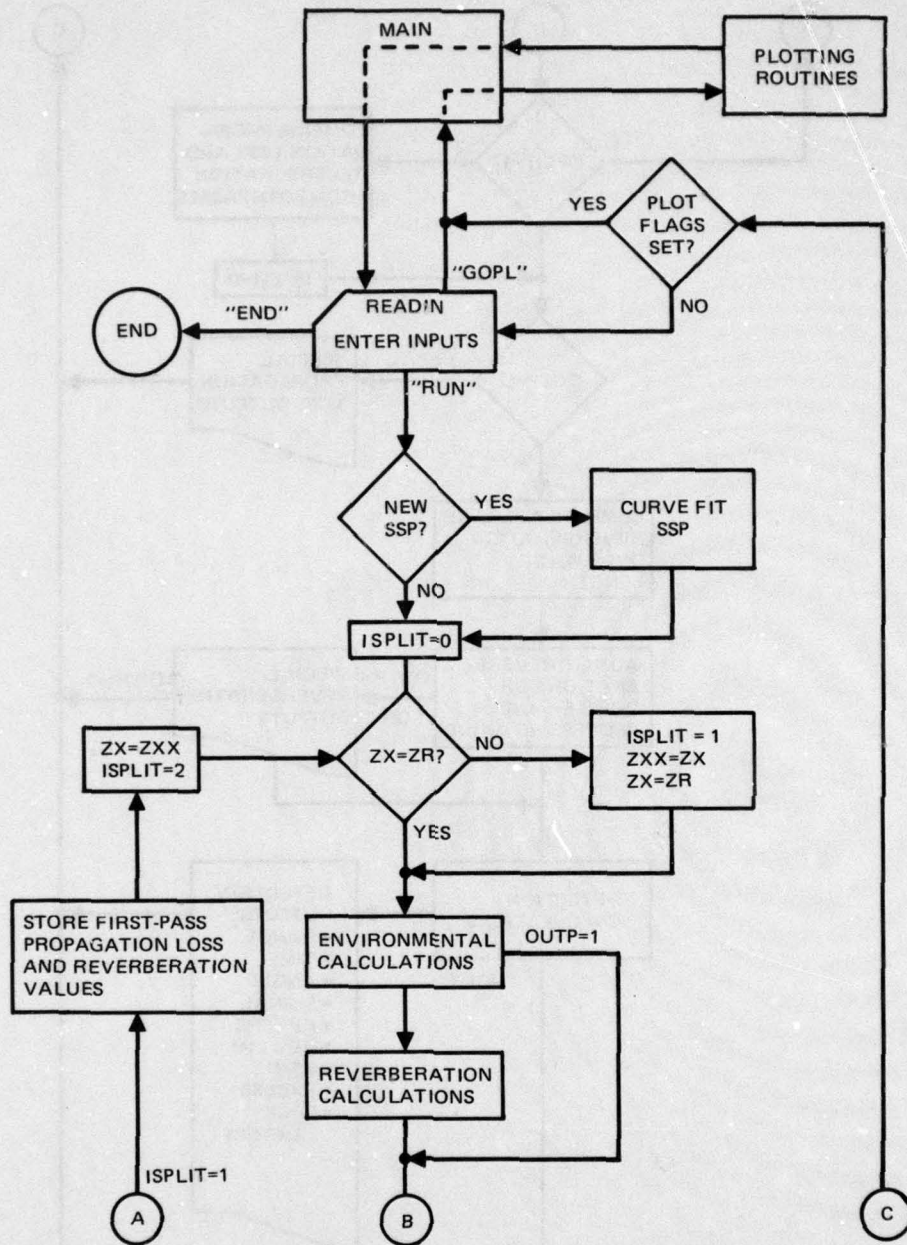 MAIN
PLOTTING
ROUTINES
YES
PLOT
FLAGS
SET?
"GOPL"
NO
"END"
END
READIN
ENTER INPUTS
"RUN"
NEW
SSP?
YES
CURVE FIT
SSP
NO
ISPLIT=0
ZX=ZXX
ISPLIT=2
ZX=ZR?
NO
ISPLIT = 1
ZXX=ZX
ZX=ZR
YES
STORE FIRST-PASS
PROPAGATION LOSS
AND REVERBERATION
VALUES
ENVIRONMENTAL
CALCULATIONS
OUTP=1
REVERBERATION
CALCULATIONS
ISPLIT=1
A
B
C